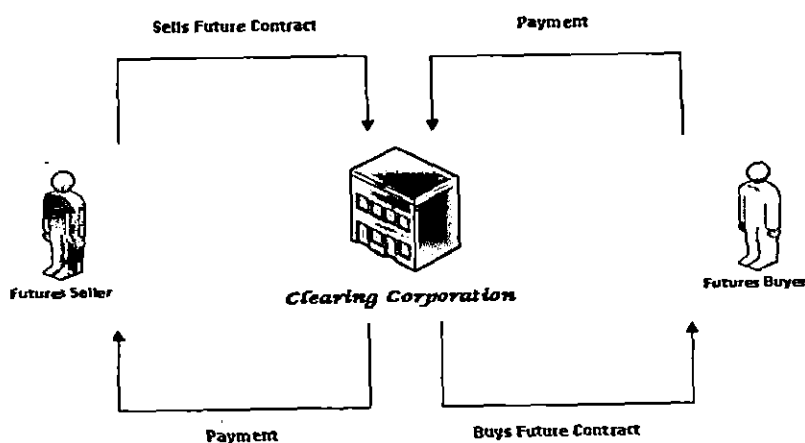 Sells Future Contract
Payment
Futures Seller
Clearing Corporation
Futures Buyer
Payment
Buys Future Contract